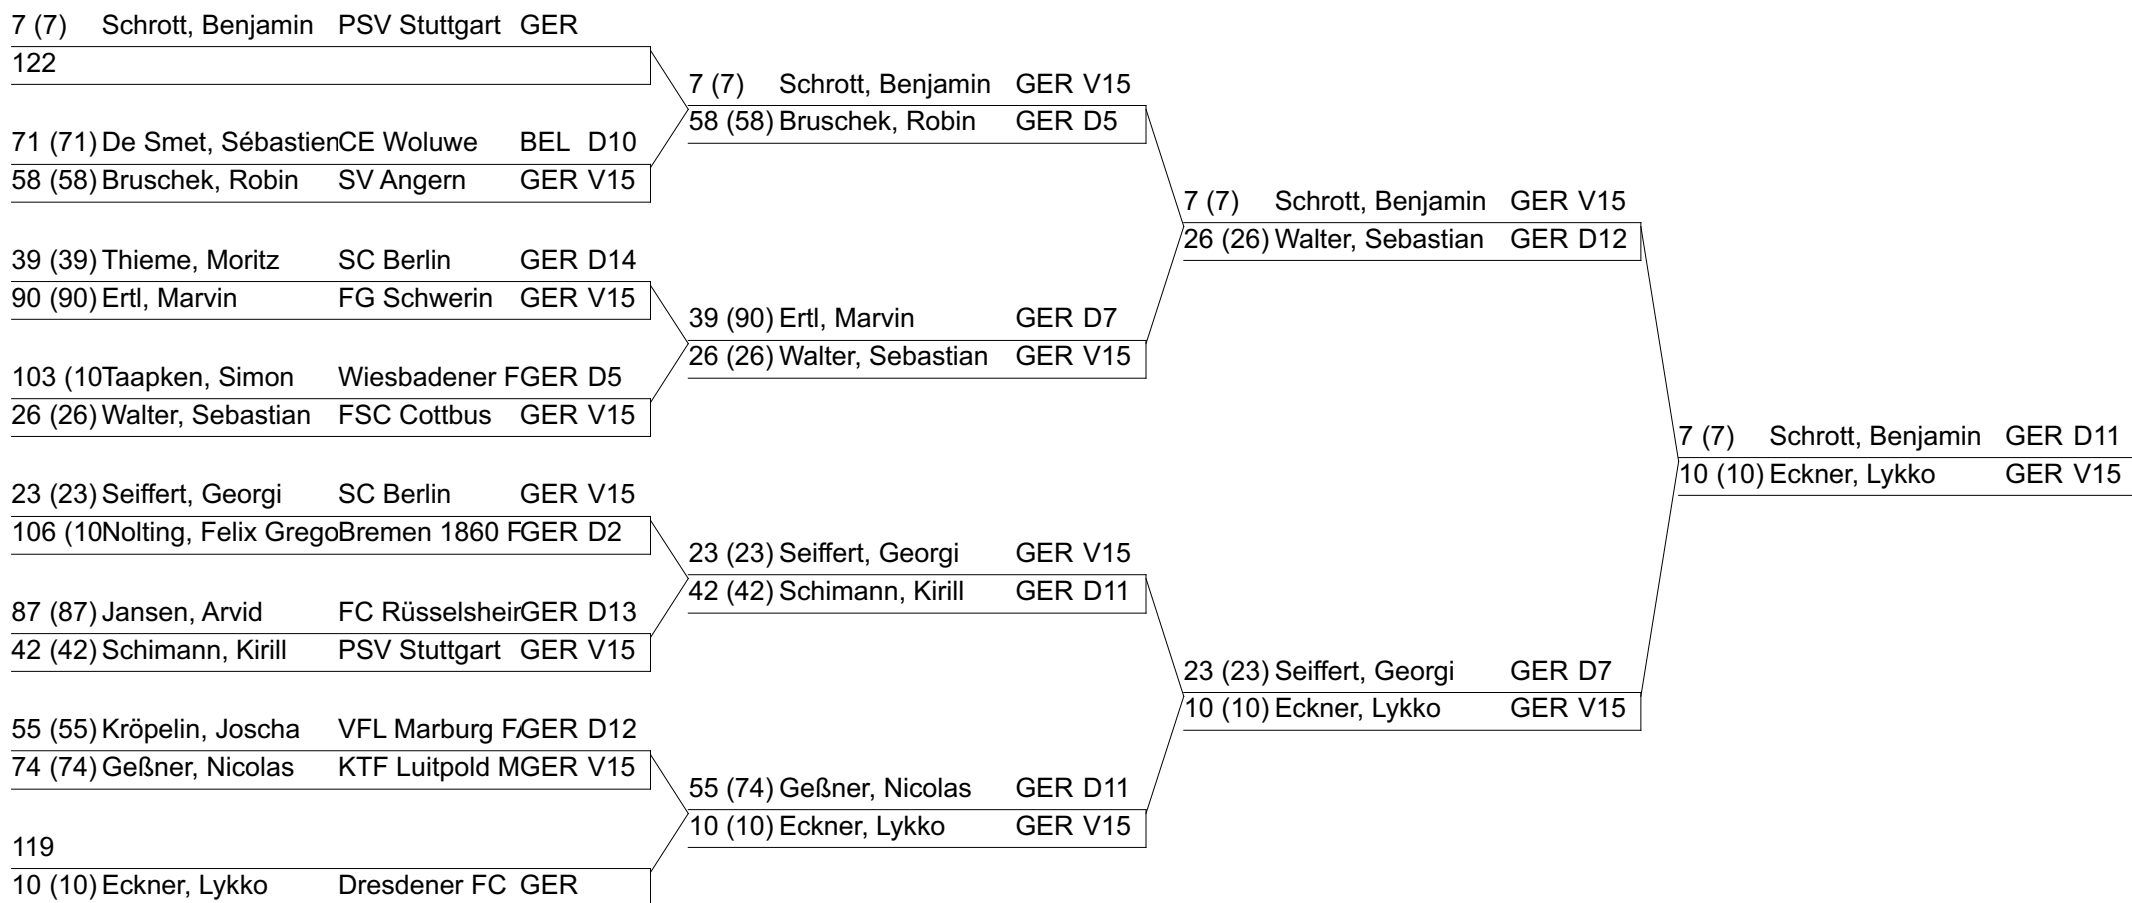 7 (7) Schrott, Benjamin PSV Stuttgart GER
122
71 (71) De Smet, Sébastien CE Woluwe BEL D10
58 (58) Bruschek, Robin SV Angern GER V15
39 (39) Thieme, Moritz SC Berlin GER D14
90 (90) Ertl, Marvin FG Schwerin GER V15
103 (10 Taapken, Simon Wiesbadener F GER D5
26 (26) Walter, Sebastian FSC Cottbus GER V15
23 (23) Seiffert, Georgi SC Berlin GER V15
106 (10 Nolting, Felix Grego Bremen 1860 F GER D2
87 (87) Jansen, Arvid FC Rüsselsheim GER D13
42 (42) Schimann, Kirill PSV Stuttgart GER V15
55 (55) Kröpelin, Joscha VFL Marburg FA GER D12
74 (74) Geßner, Nicolas KTF Luitpold M GER V15
119
10 (10) Eckner, Lykko Dresdener FC GER
7 (7) Schrott, Benjamin GER V15
58 (58) Bruschek, Robin GER D5
39 (90) Ertl, Marvin GER D7
26 (26) Walter, Sebastian GER V15
23 (23) Seiffert, Georgi GER V15
42 (42) Schimann, Kirill GER D11
55 (74) Geßner, Nicolas GER D11
10 (10) Eckner, Lykko GER V15
7 (7) Schrott, Benjamin GER V15
26 (26) Walter, Sebastian GER D12
23 (23) Seiffert, Georgi GER D7
10 (10) Eckner, Lykko GER V15
7 (7) Schrott, Benjamin GER D11
10 (10) Eckner, Lykko GER V15